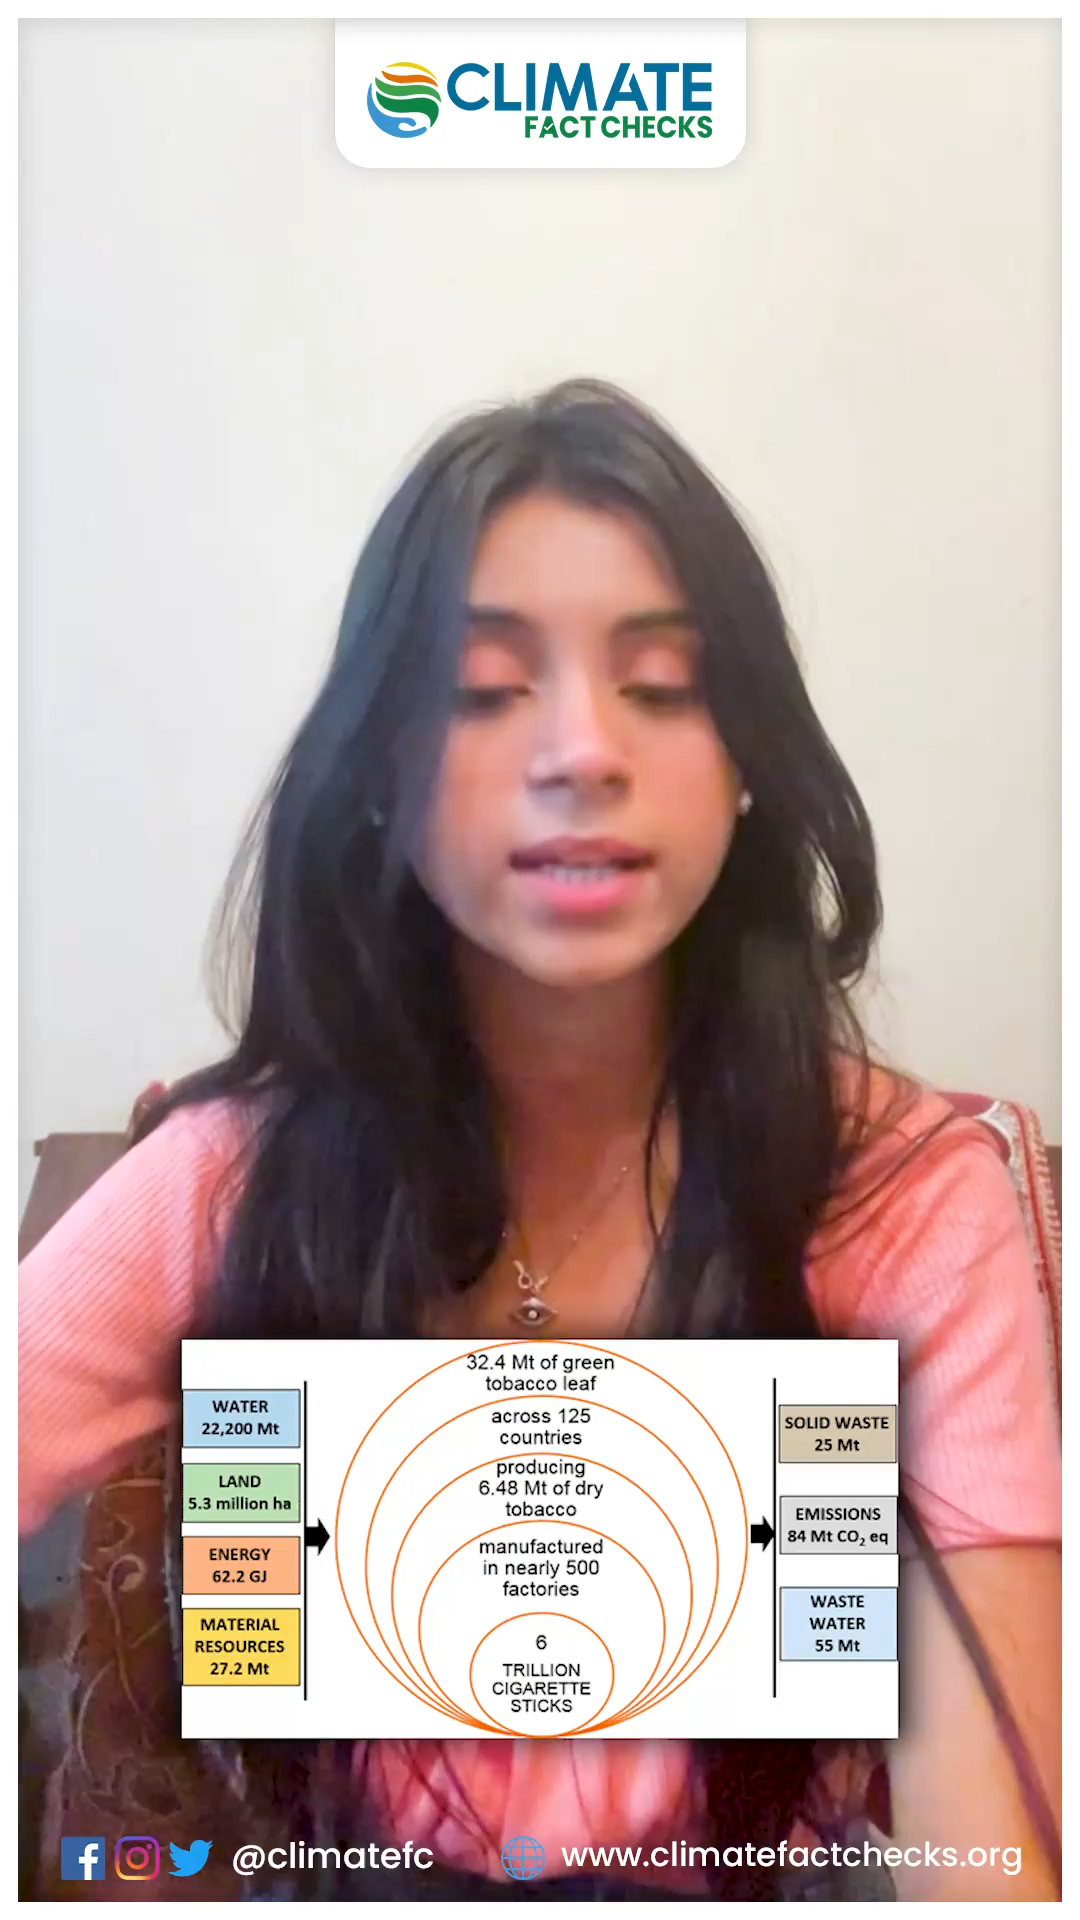 CLIMATE
FACT CHECKS
WATER
22,200 Mt
LAND
5.3 million ha
ENERGY
62.2 GJ
MATERIAL
RESOURCES
27.2 Mt
32.4 Mt of green
tobacco leaf
across 125
countries
producing
6.48 Mt of dry
tobacco
manufactured
in nearly 500
factories
6
TRILLION
CIGARETTE
STICKS
SOLID WASTE
25 Mt
EMISSIONS
84 Mt CO₂ eq
WASTE
WATER
55 Mt
@climatefc
www.climatefactchecks.org